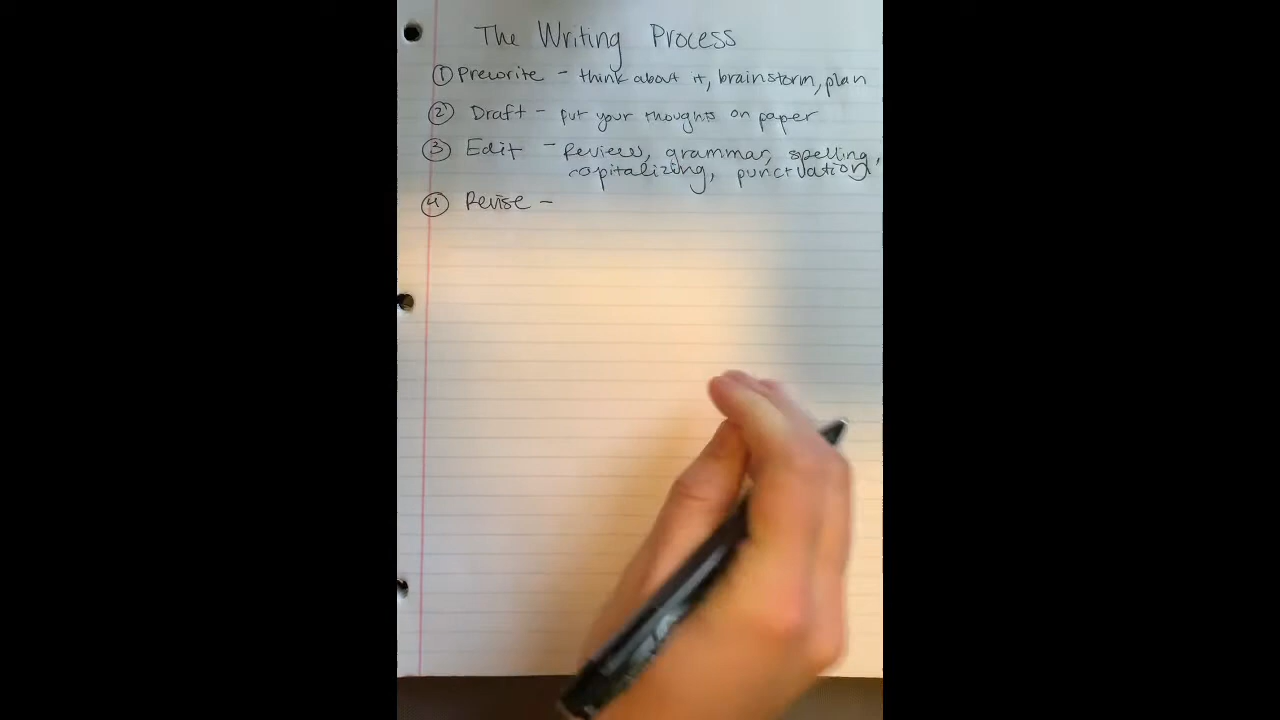 The Writing Process
① Prewrite - think about it, brainstorm, plan
② Draft - put your thoughts on paper
③ Edit - Review, grammar, spelling,
capitalizing, punctuation
④ Revise -